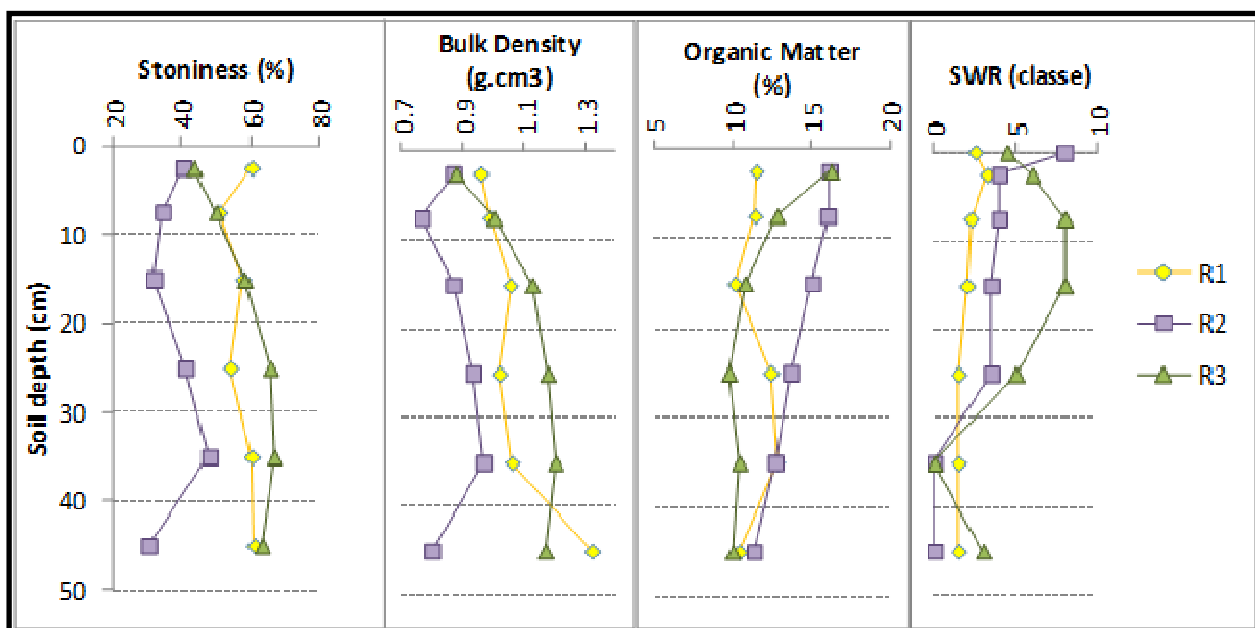 Stoniness (%)
20 40 60 80
Bulk Density
(g.cm3)
0.7 0.9 1.1 1.3
Organic Matter
(%)
5 10 15 20
SWR (classe)
0 5 10
Soil depth (cm)
0
10
20
30
40
50
R1
R2
R3